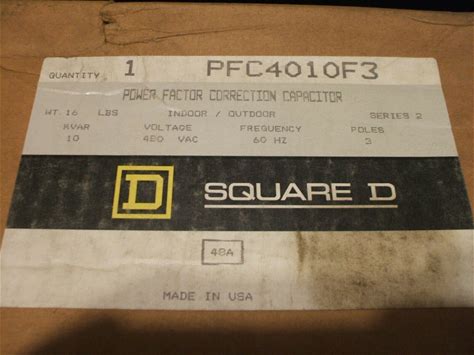 QUANTITY 1 PFC4010F3
POWER FACTOR CORRECTION CAPACITOR
WT. 16 LBS INDOOR / OUTDOOR SERIES 2
KVAR VOLTAGE FREQUENCY POLES
10 480 VAC 60 HZ 3
D SQUARE D
48A
MADE IN USA